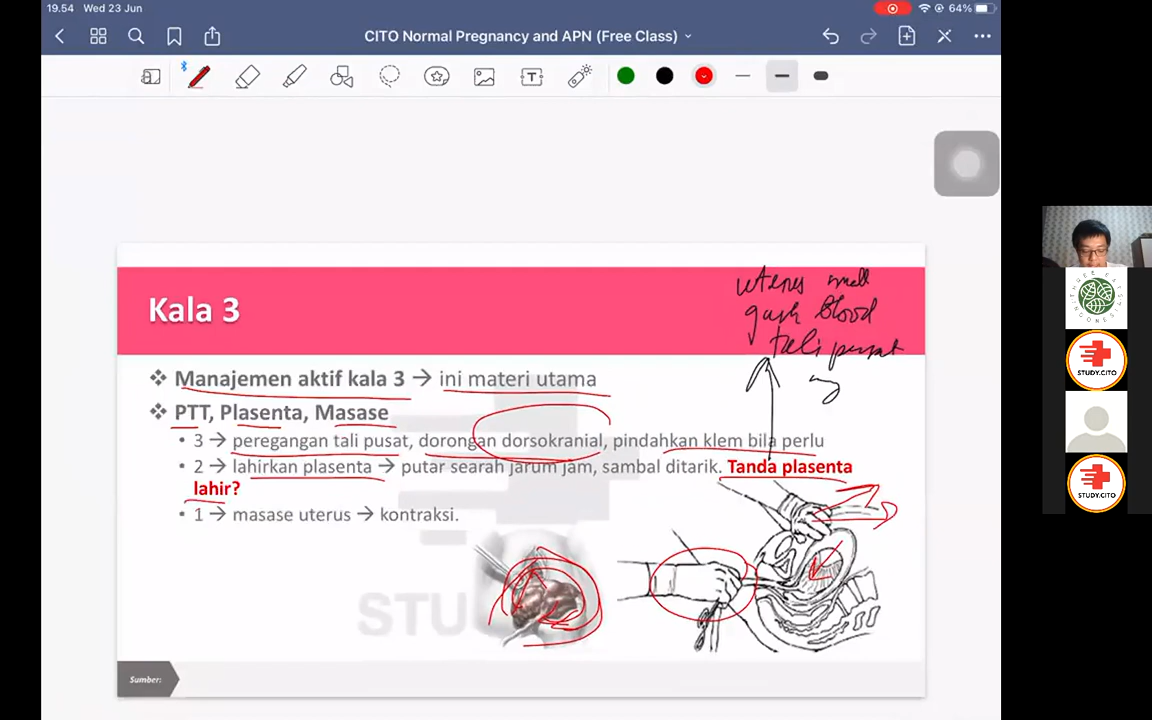 19.54 Wed 23 Jun
64%
CITO Normal Pregnancy and APN (Free Class)
T
uterus
gush blood
tali pusat
Kala 3
❖ Manajemen aktif kala 3 → ini materi utama
❖ PTT, Plasenta, Masase
• 3 → peregangan tali pusat, dorongan dorsokranial, pindahkan klem bila perlu
• 2 → lahirkan plasenta → putar searah jarum jam, sambal ditarik. Tanda plasenta
lahir?
• 1 → masase uterus → kontraksi.
STU
Sumber:
STUDY.CITO
STUDY.CITO